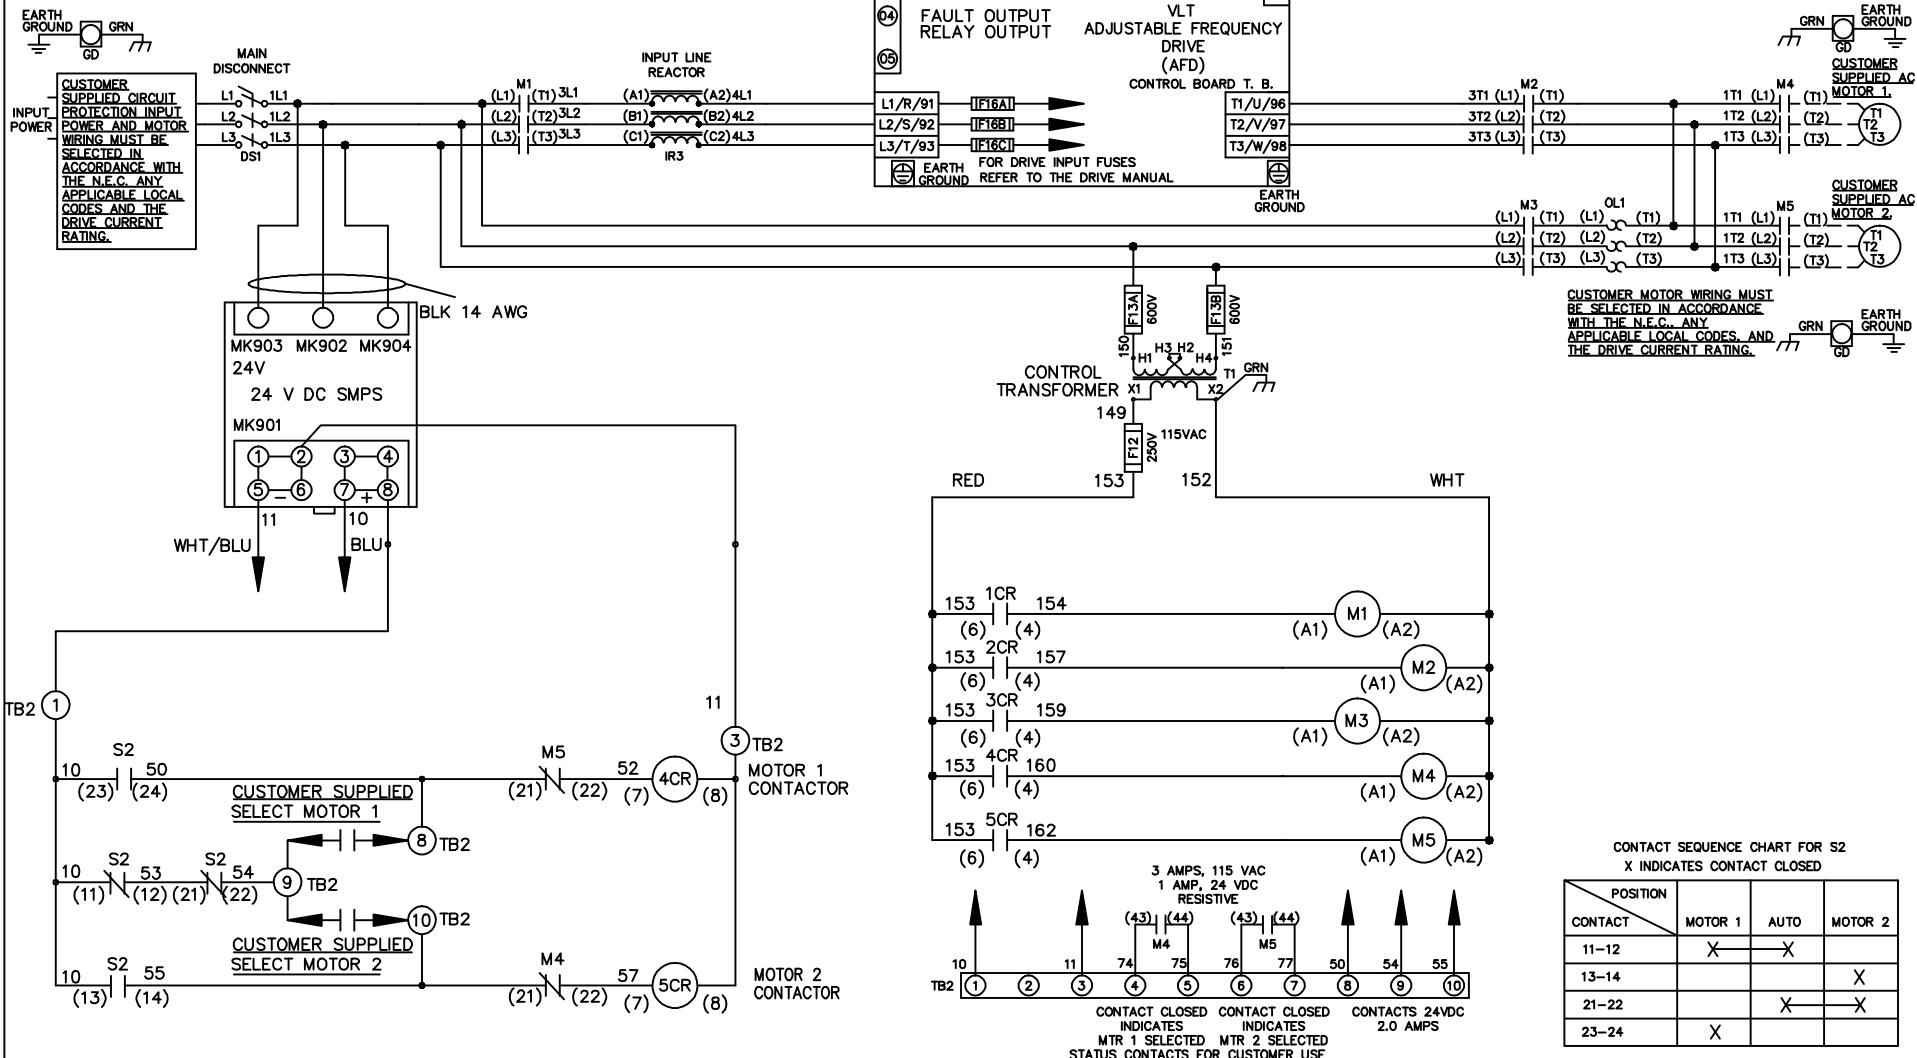 EARTH
GROUND
GRN
GD
CUSTOMER
SUPPLIED CIRCUIT
PROTECTION INPUT
POWER AND MOTOR
WIRING MUST BE
SELECTED IN
ACCORDANCE WITH
THE N.E.C. ANY
APPLICABLE LOCAL
CODES AND THE
DRIVE CURRENT
RATING.
INPUT
POWER
MAIN
DISCONNECT
L1 1L1
L2 1L2
L3 1L3
DS1
M1
(L1) (T1) 3L1
(L2) (T2) 3L2
(L3) (T3) 3L3
INPUT LINE
REACTOR
(A1) (A2) 4L1
(B1) (B2) 4L2
(C1) (C2) 4L3
IR3
04
05
FAULT OUTPUT
RELAY OUTPUT
VLT
ADJUSTABLE FREQUENCY
DRIVE
(AFD)
CONTROL BOARD T. B.
L1/R/91 F16A
L2/S/92 F16B
L3/T/93 F16C
T1/U/96
T2/V/97
T3/W/98
EARTH
GROUND
FOR DRIVE INPUT FUSES
REFER TO THE DRIVE MANUAL
EARTH
GROUND
M2
3T1 (L1) (T1)
3T2 (L2) (T2)
3T3 (L3) (T3)
M4
1T1 (L1) (T1)
1T2 (L2) (T2)
1T3 (L3) (T3)
GRN
GD
EARTH
GROUND
CUSTOMER
SUPPLIED AC
MOTOR 1.
T1
T2
T3
M3
(L1) (T1)
(L2) (T2)
(L3) (T3)
OL1
(L1) (T1)
(L2) (T2)
(L3) (T3)
M5
1T1 (L1) (T1)
1T2 (L2) (T2)
1T3 (L3) (T3)
CUSTOMER
SUPPLIED AC
MOTOR 2.
T1
T2
T3
CUSTOMER MOTOR WIRING MUST
BE SELECTED IN ACCORDANCE
WITH THE N.E.C.. ANY
APPLICABLE LOCAL CODES. AND
THE DRIVE CURRENT RATING.
GRN
GD
EARTH
GROUND
BLK 14 AWG
MK903 MK902 MK904
24V
24 V DC SMPS
MK901
1 2 3 4
5 6 7 8
− +
11 10
WHT/BLU BLU
F13A
600V
F13B
600V
150 151
H1 H3 H2 H4
CONTROL
TRANSFORMER
X1 X2
T1
GRN
149
F12
250V
115VAC
153 152
RED WHT
1CR
153 154
(6) (4)
M1
(A1) (A2)
2CR
153 157
(6) (4)
M2
(A1) (A2)
3CR
153 159
(6) (4)
M3
(A1) (A2)
4CR
153 160
(6) (4)
M4
(A1) (A2)
5CR
153 162
(6) (4)
M5
(A1) (A2)
TB2 1
11
3 TB2
S2
10 50
(23) (24)
M5
(21) (22)
52
(7) 4CR (8)
MOTOR 1
CONTACTOR
CUSTOMER SUPPLIED
SELECT MOTOR 1
8 TB2
S2 S2
10 53 54
(11) (12) (21) (22)
9 TB2
10 TB2
CUSTOMER SUPPLIED
SELECT MOTOR 2
S2
10 55
(13) (14)
M4
(21) (22)
57
(7) 5CR (8)
MOTOR 2
CONTACTOR
3 AMPS, 115 VAC
1 AMP, 24 VDC
RESISTIVE
(43) (44) (43) (44)
M4 M5
10 11 74 75 76 77 50 54 55
TB2 1 2 3 4 5 6 7 8 9 10
CONTACT CLOSED
INDICATES
MTR 1 SELECTED
CONTACT CLOSED
INDICATES
MTR 2 SELECTED
STATUS CONTACTS FOR CUSTOMER USE
CONTACTS 24VDC
2.0 AMPS
CONTACT SEQUENCE CHART FOR S2
X INDICATES CONTACT CLOSED
POSITION
CONTACT MOTOR 1 AUTO MOTOR 2
11-12 X X
13-14 X
21-22 X X
23-24 X